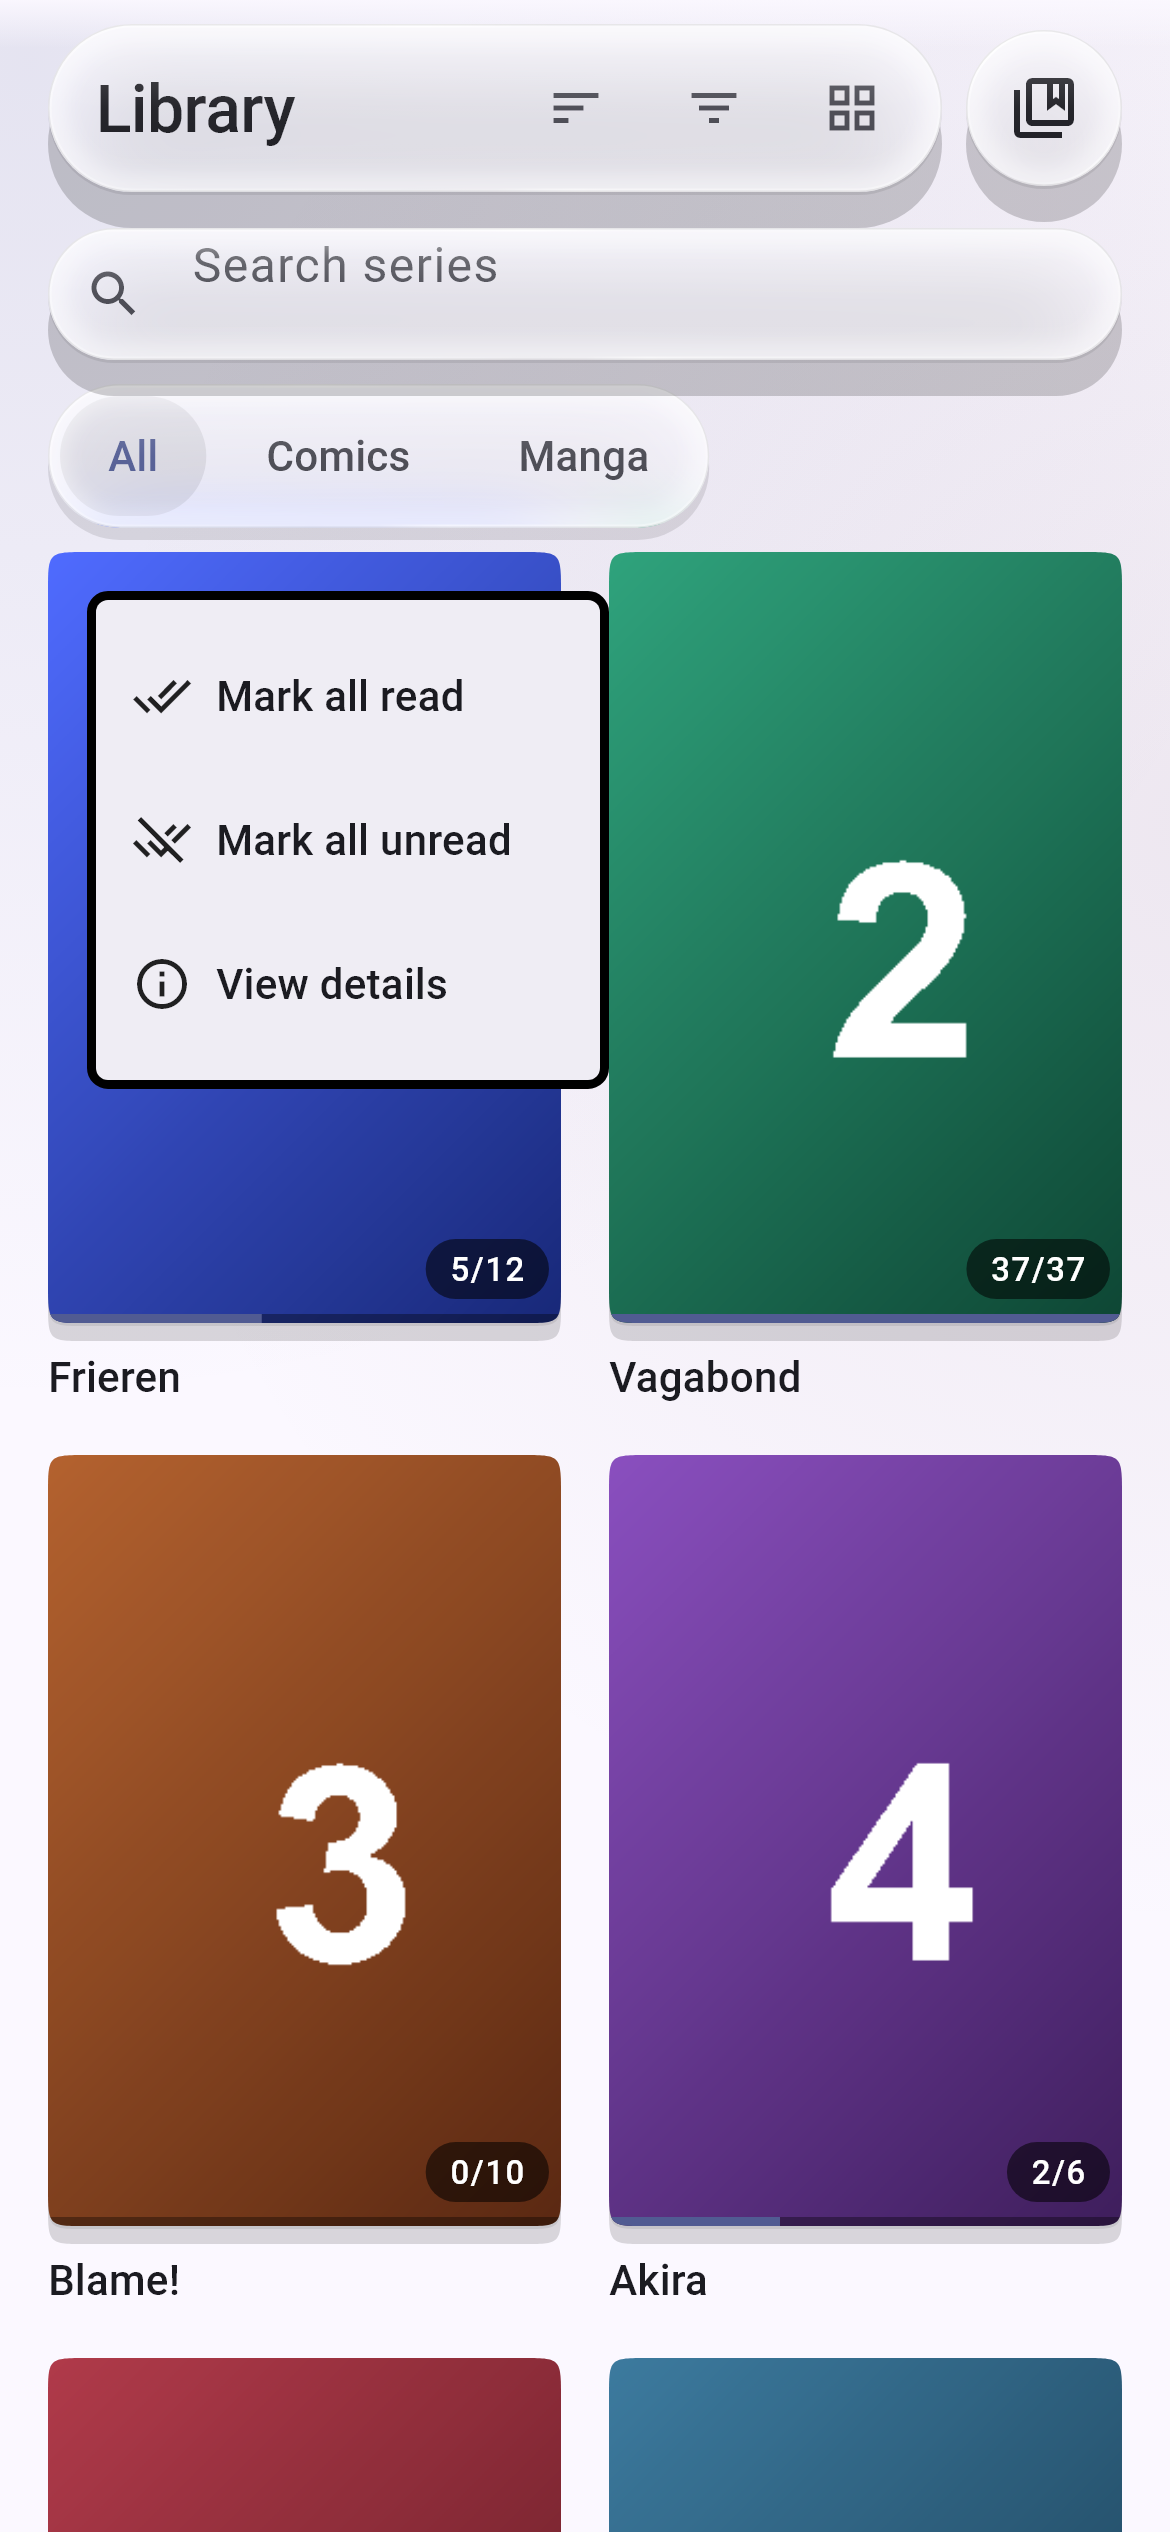 Library
Search series
All Comics Manga
Mark all read
Mark all unread
View details
2
5/12
37/37
Frieren
Vagabond
3
4
0/10
2/6
Blame!
Akira